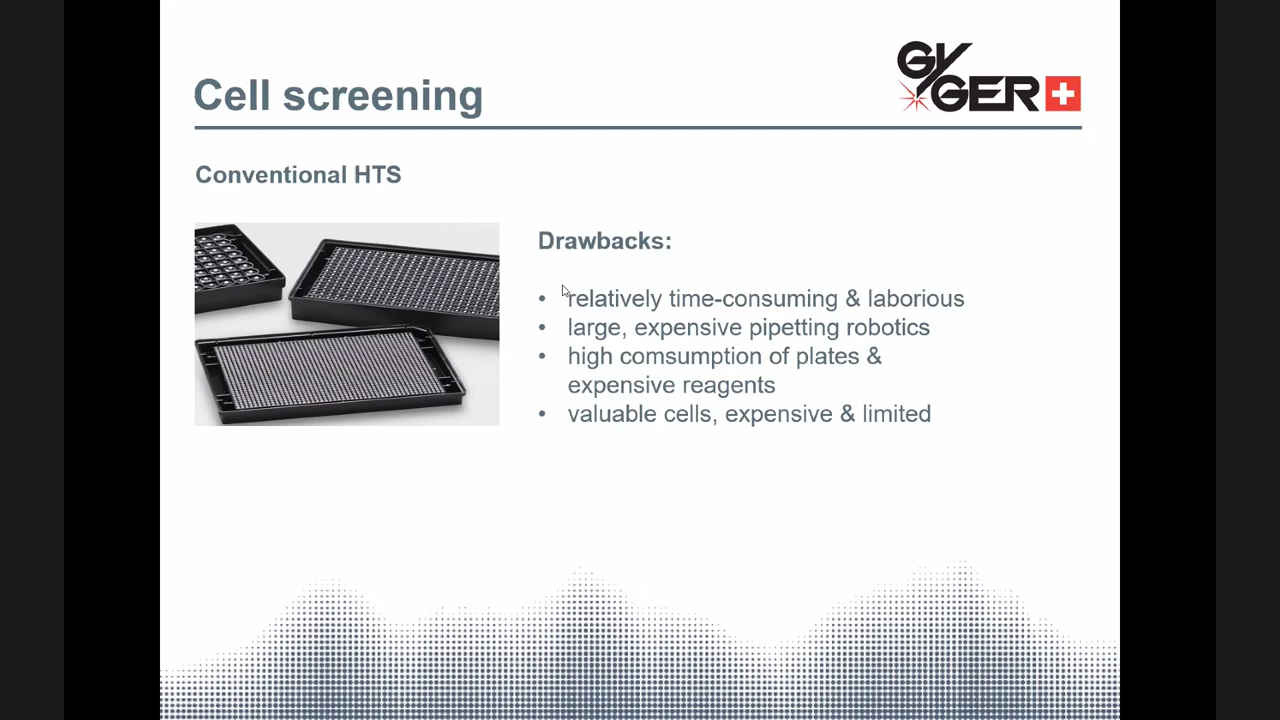 Cell screening
GYGER
Conventional HTS
Drawbacks:
• relatively time-consuming & laborious
• large, expensive pipetting robotics
• high comsumption of plates &
expensive reagents
• valuable cells, expensive & limited